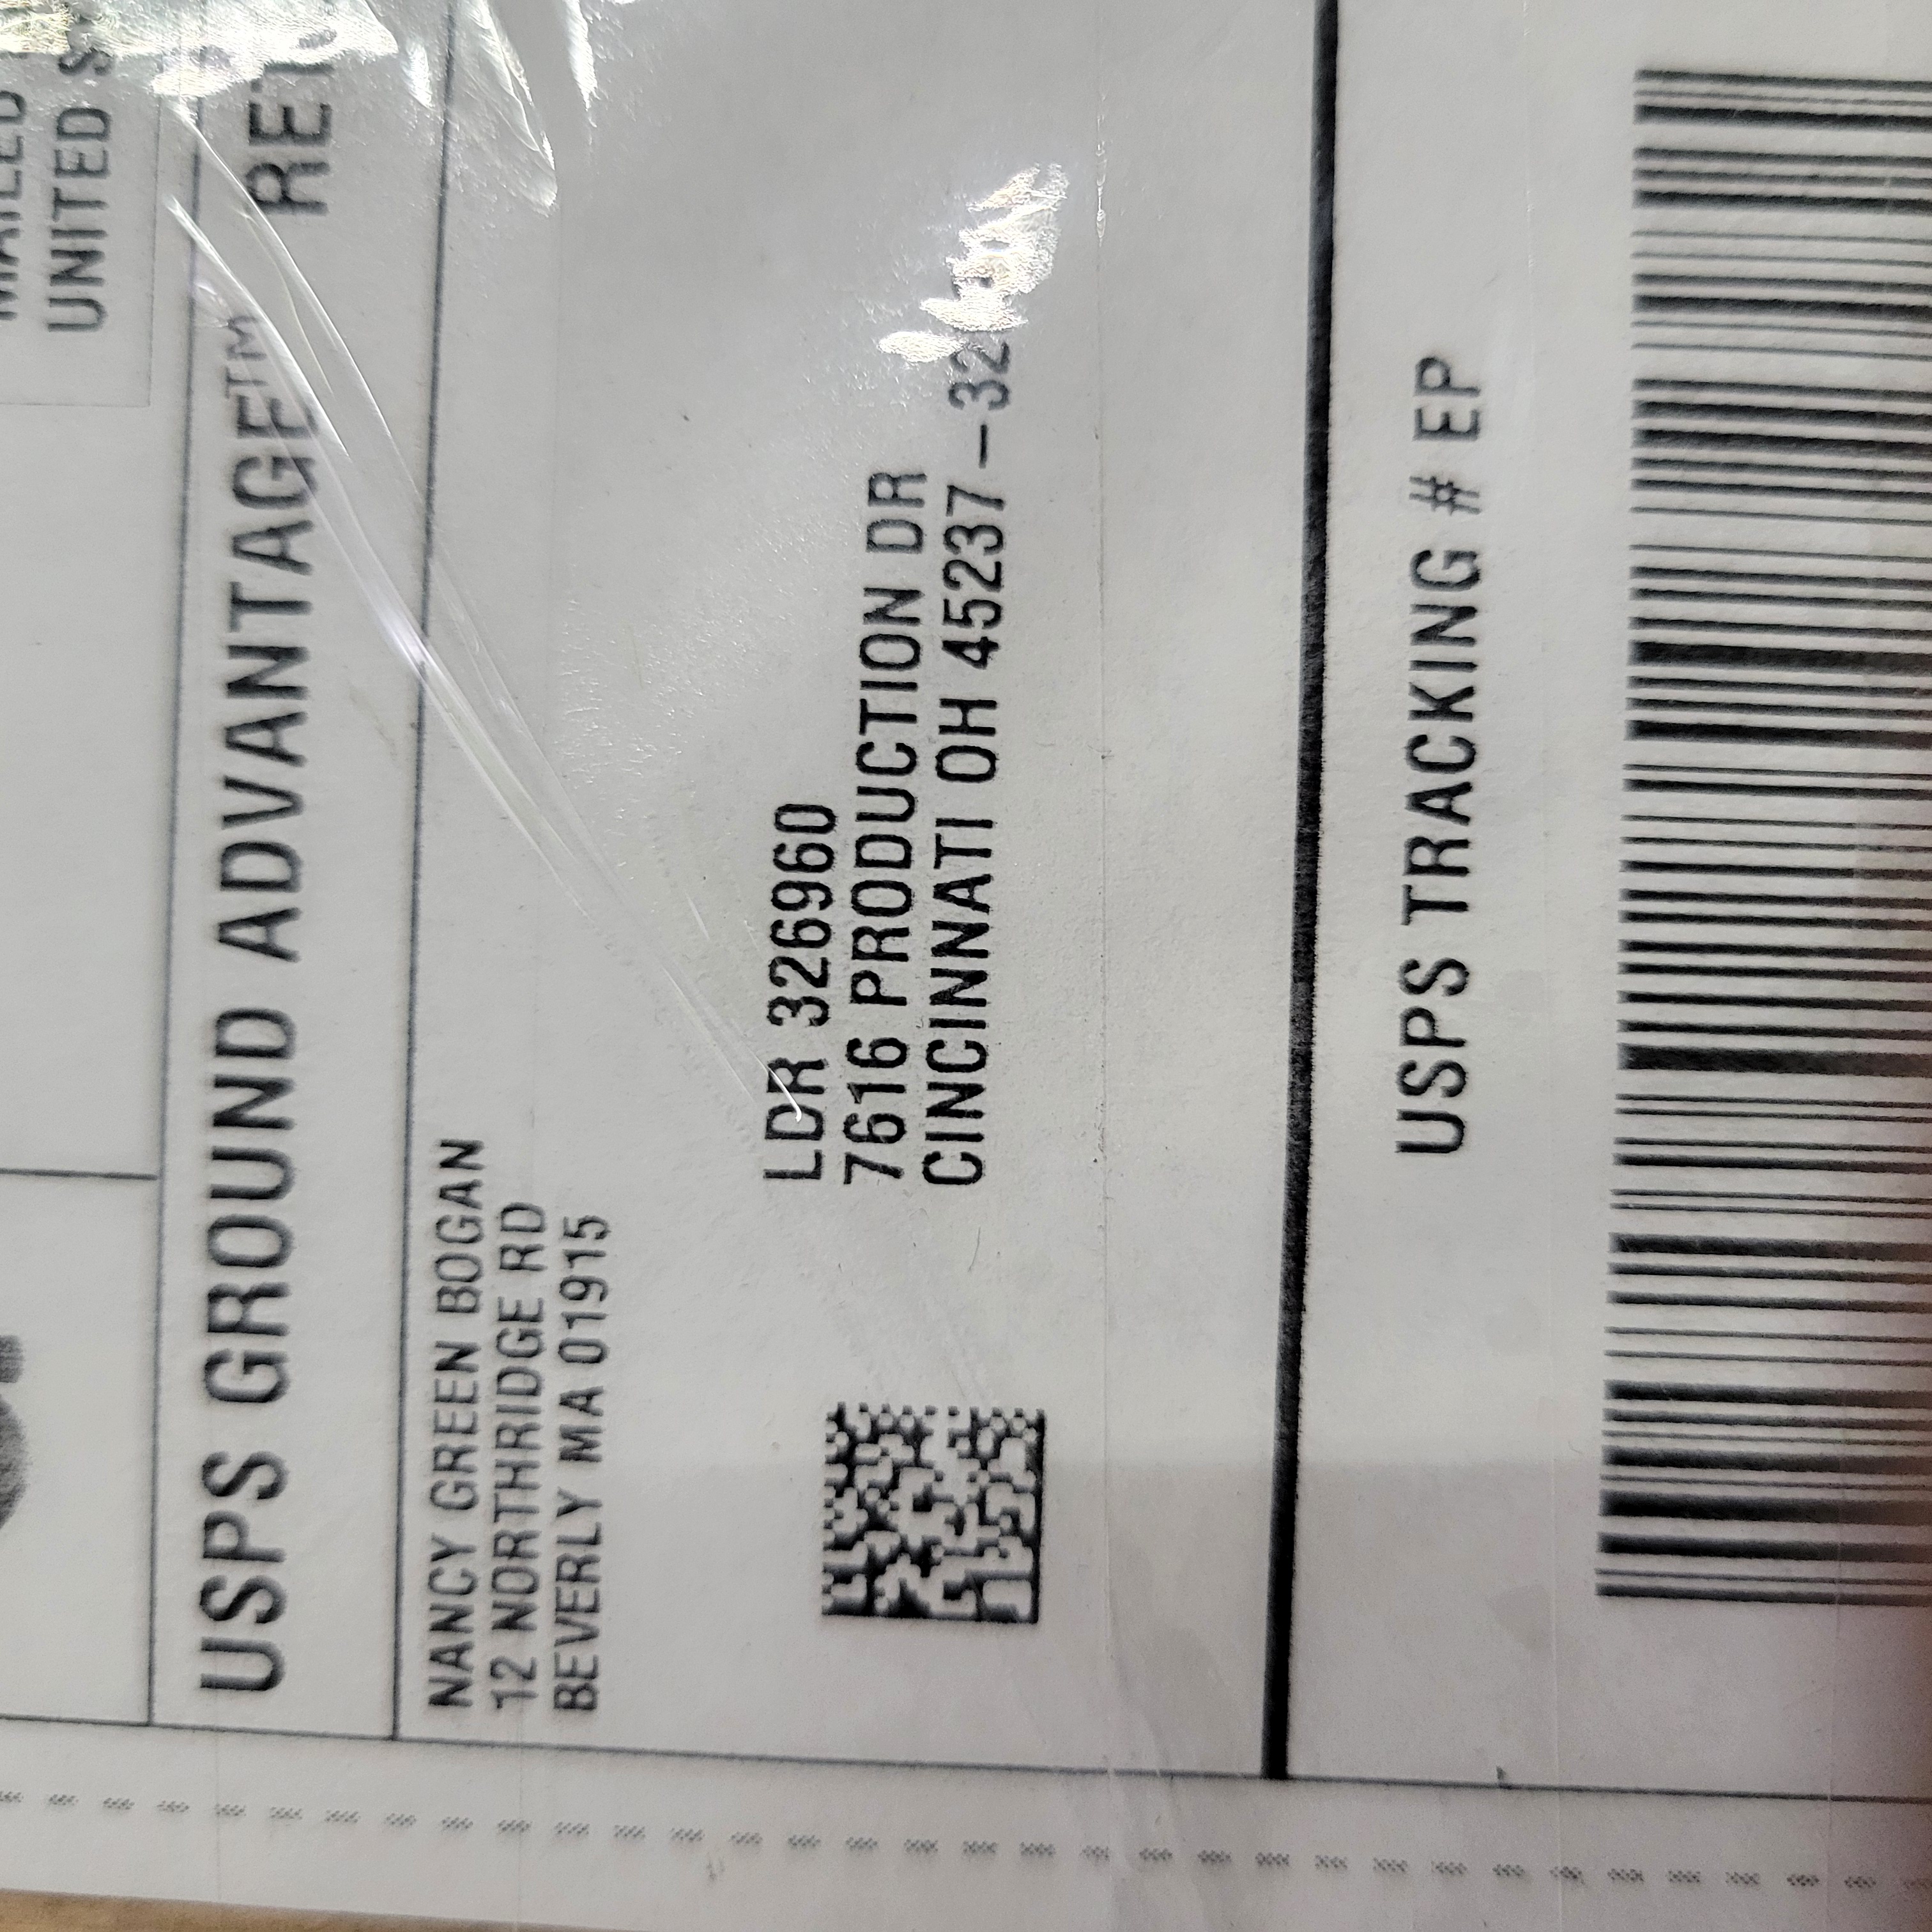 UNITED
USPS GROUND ADVANTAGE™
NANCY GREEN BOGAN
12 NORTHRIDGE RD
BEVERLY MA 01915
LDR 326960
7616 PRODUCTION DR
CINCINNATI OH 45237-32
USPS TRACKING # EP